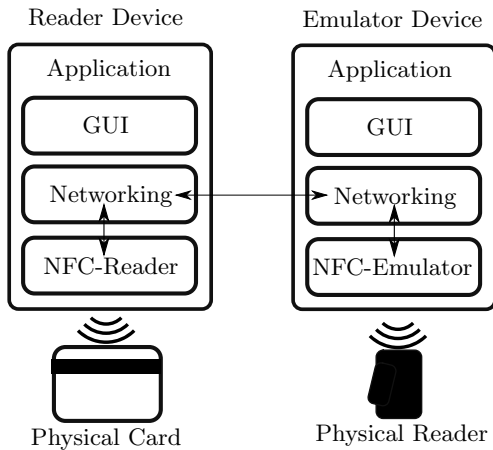 Reader Device
Application
GUI
Networking
NFC-Reader
Physical Card
Emulator Device
Application
GUI
Networking
NFC-Emulator
Physical Reader